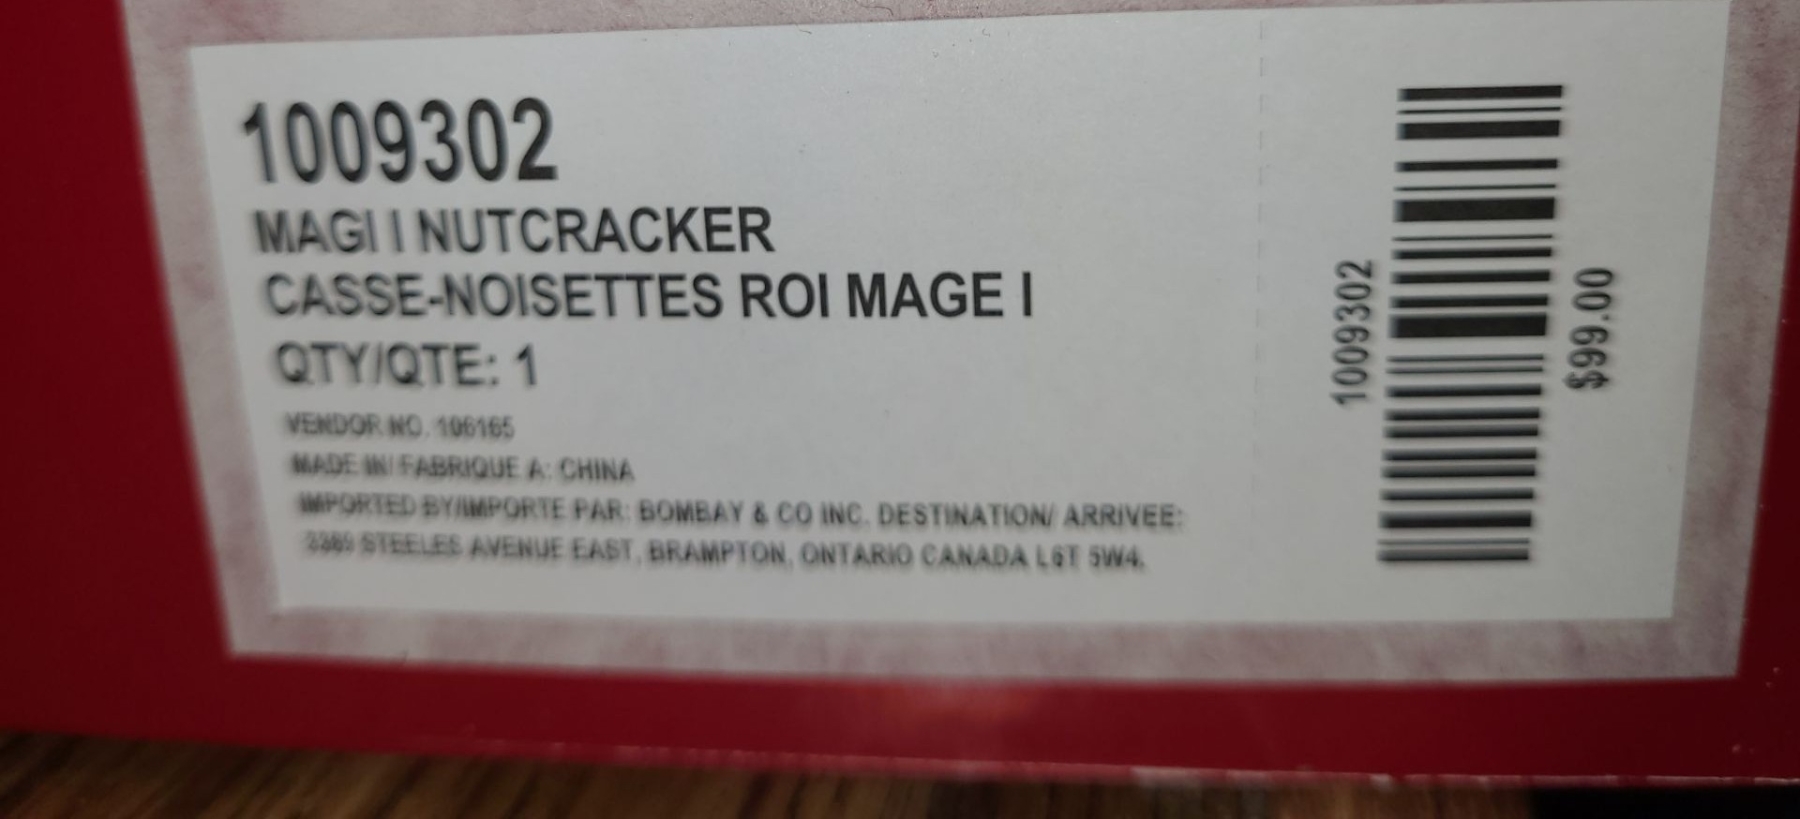 1009302
MAGI I NUTCRACKER
CASSE-NOISETTES ROI MAGE I
QTY/QTE: 1
VENDOR NO. 106165
MADE IN/ FABRIQUE A: CHINA
IMPORTED BY/IMPORTE PAR: BOMBAY & CO INC. DESTINATION/ ARRIVEE:
3389 STEELES AVENUE EAST, BRAMPTON, ONTARIO CANADA L6T 5W4.
1009302
$99.00